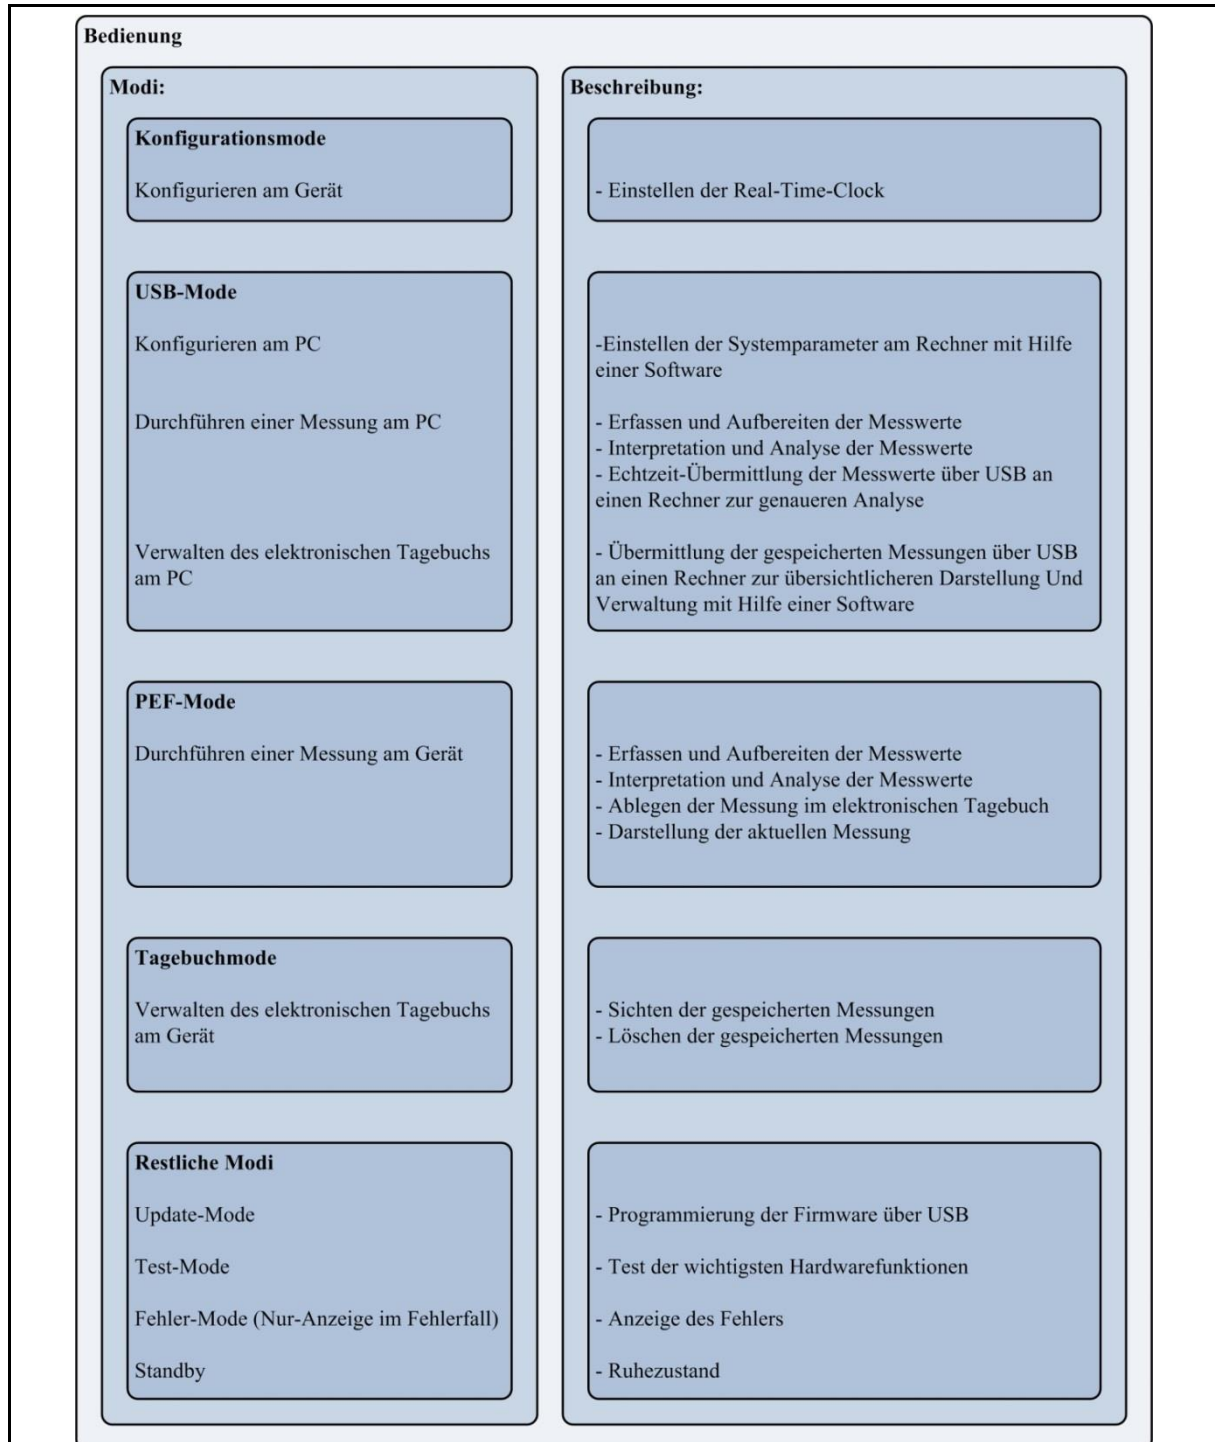 Bedienung
Modi:
Beschreibung:
Konfigurationsmode
Konfigurieren am Gerät
- Einstellen der Real-Time-Clock
USB-Mode
Konfigurieren am PC
-Einstellen der Systemparameter am Rechner mit Hilfe
einer Software
Durchführen einer Messung am PC
- Erfassen und Aufbereiten der Messwerte
- Interpretation und Analyse der Messwerte
- Echtzeit-Übermittlung der Messwerte über USB an
einen Rechner zur genaueren Analyse
Verwalten des elektronischen Tagebuchs
am PC
- Übermittlung der gespeicherten Messungen über USB
an einen Rechner zur übersichtlicheren Darstellung Und
Verwaltung mit Hilfe einer Software
PEF-Mode
Durchführen einer Messung am Gerät
- Erfassen und Aufbereiten der Messwerte
- Interpretation und Analyse der Messwerte
- Ablegen der Messung im elektronischen Tagebuch
- Darstellung der aktuellen Messung
Tagebuchmode
Verwalten des elektronischen Tagebuchs
am Gerät
- Sichten der gespeicherten Messungen
- Löschen der gespeicherten Messungen
Restliche Modi
Update-Mode
- Programmierung der Firmware über USB
Test-Mode
- Test der wichtigsten Hardwarefunktionen
Fehler-Mode (Nur-Anzeige im Fehlerfall)
- Anzeige des Fehlers
Standby
- Ruhezustand